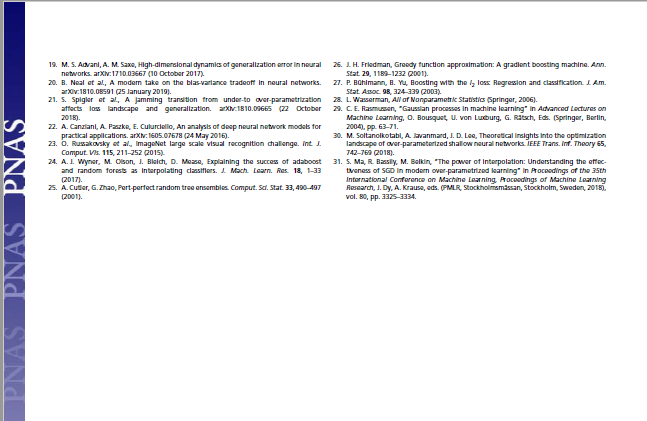 19. M. S. Advani, A. M. Saxe, High-dimensional dynamics of generalization error in neural
networks. arXiv:1710.03667 (10 October 2017).
20. B. Neal et al., A modern take on the bias-variance tradeoff in neural networks.
arXiv:1810.08591 (25 January 2019).
21. S. Spigler et al., A jamming transition from under-to over-parametrization
affects loss landscape and generalization. arXiv:1810.09665 (22 October
2018).
22. A. Canziani, A. Paszke, E. Culurciello, An analysis of deep neural network models for
practical applications. arXiv:1605.07678 (24 May 2016).
23. O. Russakovsky et al., ImageNet large scale visual recognition challenge. Int. J.
Comput. Vis. 115, 211–252 (2015).
24. A. J. Wyner, M. Olson, J. Bleich, D. Mease, Explaining the success of adaboost
and random forests as interpolating classifiers. J. Mach. Learn. Res. 18, 1–33
(2017).
25. A. Cutler, G. Zhao, Pert-perfect random tree ensembles. Comput. Sci. Stat. 33, 490–497
(2001).
26. J. H. Friedman, Greedy function approximation: A gradient boosting machine. Ann.
Stat. 29, 1189–1232 (2001).
27. P. Bühlmann, B. Yu, Boosting with the l₂ loss: Regression and classification. J. Am.
Stat. Assoc. 98, 324–339 (2003).
28. L. Wasserman, All of Nonparametric Statistics (Springer, 2006).
29. C. E. Rasmussen, "Gaussian processes in machine learning" in Advanced Lectures on
Machine Learning, O. Bousquet, U. von Luxburg, G. Rätsch, Eds. (Springer, Berlin,
2004), pp. 63–71.
30. M. Soltanolkotabi, A. Javanmard, J. D. Lee, Theoretical insights into the optimization
landscape of over-parameterized shallow neural networks. IEEE Trans. Inf. Theory 65,
742–769 (2018).
31. S. Ma, R. Bassily, M. Belkin, "The power of interpolation: Understanding the effec-
tiveness of SGD in modern over-parametrized learning" in Proceedings of the 35th
International Conference on Machine Learning, Proceedings of Machine Learning
Research, J. Dy, A. Krause, eds. (PMLR, Stockholmsmässan, Stockholm, Sweden, 2018),
vol. 80, pp. 3325–3334.
PNAS
PNAS
PNAS